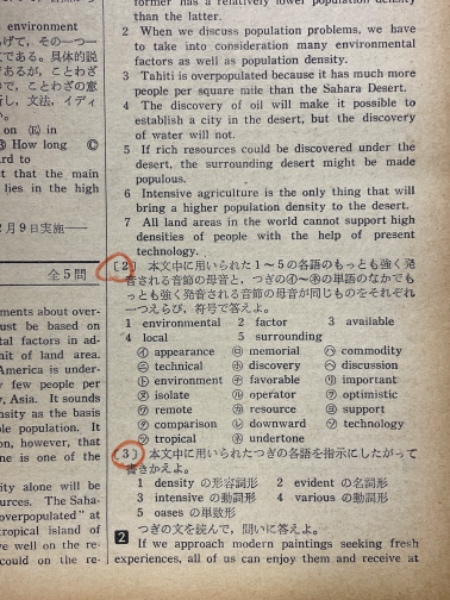 environment
げて，その一つ一
である。具体的説
であるが，ことわざ
で，ことわざの意
釈し，文法，イディ
on (K) in
How long Ⓒ
ard to
t that the main
lies in the high
月9日実施
全5問
ments about over-
ust be based on
tal factors in ad-
nit of land area.
America is under-
few people per
, Asia. It sounds
nsity as the basis
ple population. It
on, however, that
ne is one of the
ity alone will be
urces. The Saha-
overpopulated" at
tropical island of
ve well on the re-
could on the re-
former has a relatively lower population density
than the latter.
2 When we discuss population problems, we have
to take into consideration many environmental
factors as well as population density.
3 Tahiti is overpopulated because it has much more
people per square mile than the Sahara Desert.
4 The discovery of oil will make it possible to
establish a city in the desert, but the discovery
of water will not.
5 If rich resources could be discovered under the
desert, the surrounding desert might be made
populous.
6 Intensive agriculture is the only thing that will
bring a higher population density to the desert.
7 All land areas in the world cannot support high
densities of people with the help of present
technology.
〔2〕 本文中に用いられた1～5の各語のもっとも強く発
音される音節の母音と，つぎの㋑～㋔の単語のなかでも
っとも強く発音される音節の母音が同じものをそれぞれ
一つえらび，符号で答えよ。
1 environmental 2 factor 3 available
4 local 5 surrounding
㋑ appearance ㋺ memorial ㋩ commodity
㋥ technical ㋭ discovery ㋬ discussion
㋣ environment ㋠ favorable ㋷ important
㋦ isolate ㋸ operator ㋾ optimistic
㋻ remote ㋕ resource ㋵ support
㋟ comparison ㋹ downward ㋞ technology
㋡ tropical ㋧ undertone
〔3〕 本文中に用いられたつぎの各語を指示にしたがって
書きかえよ。
1 density の形容詞形 2 evident の名詞形
3 intensive の動詞形 4 various の動詞形
5 oases の単数形
2 つぎの文を読んで，問いに答えよ。
If we approach modern paintings seeking fresh
experiences, all of us can enjoy them and receive at